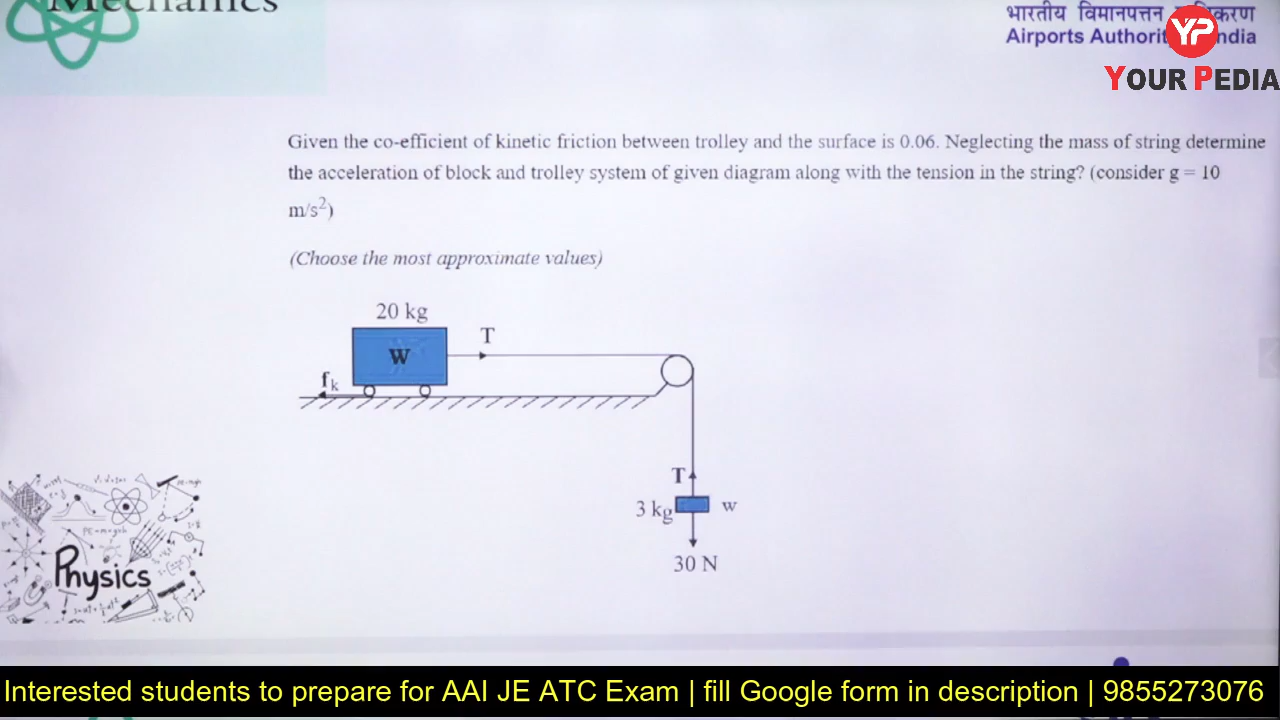 Mechanics
भारतीय विमानपत्तन
Airports Authorit ndia
YP
YOUR PEDIA
Given the co-efficient of kinetic friction between trolley and the surface is 0.06. Neglecting the mass of string determine
the acceleration of block and trolley system of given diagram along with the tension in the string? (consider g = 10
m/s²)
(Choose the most approximate values)
20 kg
T
W
fk
T
3 kg w
30 N
Physics
Interested students to prepare for AAI JE ATC Exam | fill Google form in description | 9855273076